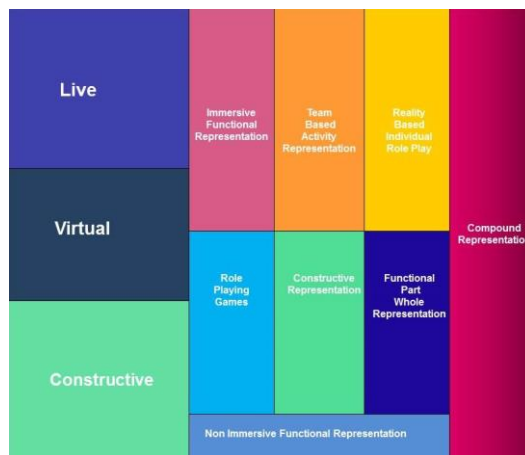 Live
Virtual
Constructive
Immersive
Functional
Representation
Team
Based
Activity
Representation
Reality
Based
Individual
Role Play
Role
Playing
Games
Constructive
Representation
Functional
Part
Whole
Representation
Compound
Representation
Non Immersive Functional Representation